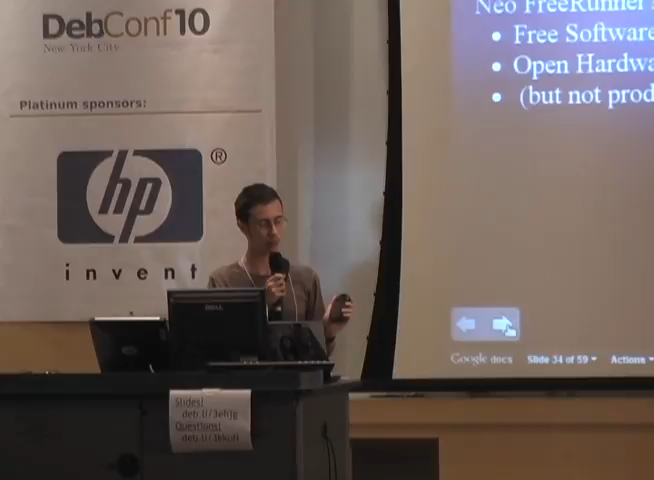 DebConf10
New York City
Platinum sponsors:
hp ®
invent
Neo FreeRunner
• Free Software
• Open Hardwa
• (but not prod
Google docs Slide 34 of 59 Actions
DELL
Slides!
Questions!